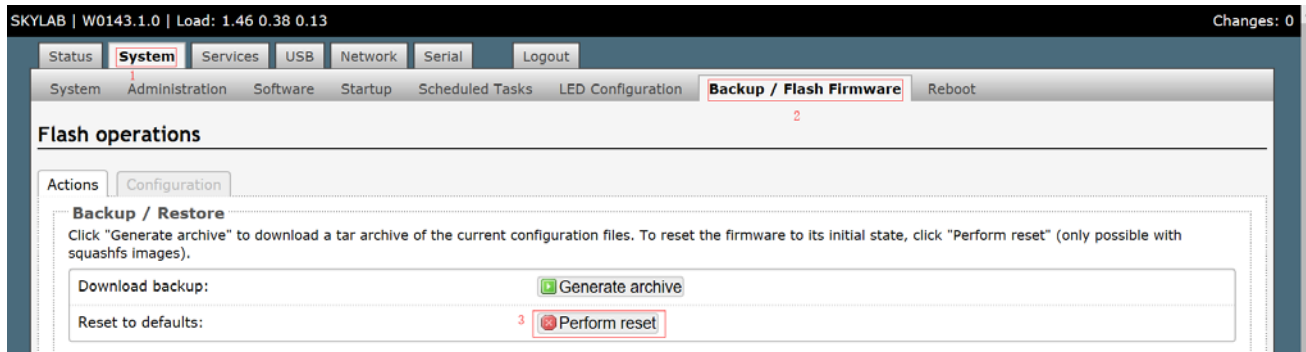 SKYLAB | W0143.1.0 | Load: 1.46 0.38 0.13 Changes: 0
Status System Services USB Network Serial Logout
1
System Administration Software Startup Scheduled Tasks LED Configuration Backup / Flash Firmware Reboot
2
Flash operations
Actions Configuration
Backup / Restore
Click "Generate archive" to download a tar archive of the current configuration files. To reset the firmware to its initial state, click "Perform reset" (only possible with
squashfs images).
Download backup: Generate archive
Reset to defaults: 3 Perform reset